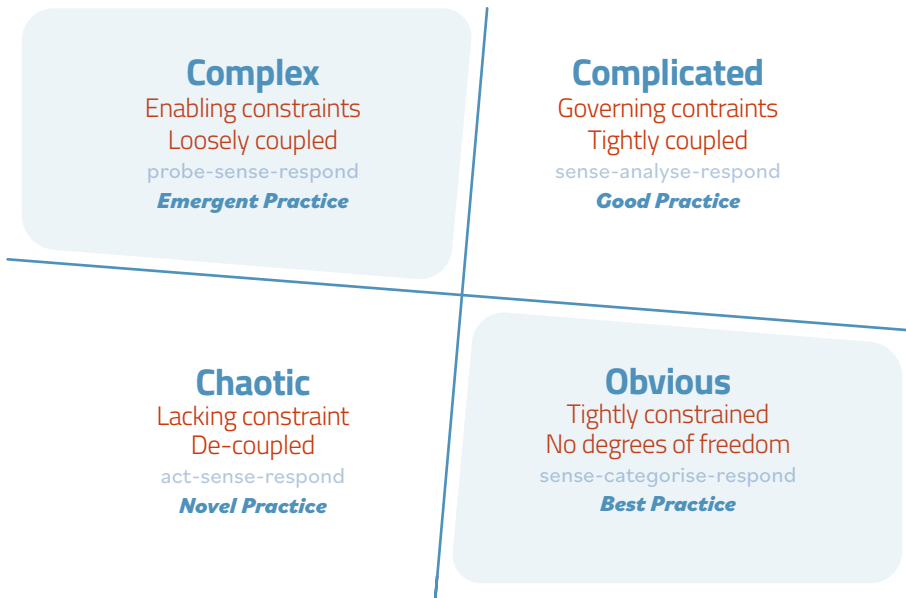 Complex
Enabling constraints
Loosely coupled
probe-sense-respond
Emergent Practice
Complicated
Governing contraints
Tightly coupled
sense-analyse-respond
Good Practice
Chaotic
Lacking constraint
De-coupled
act-sense-respond
Novel Practice
Obvious
Tightly constrained
No degrees of freedom
sense-categorise-respond
Best Practice